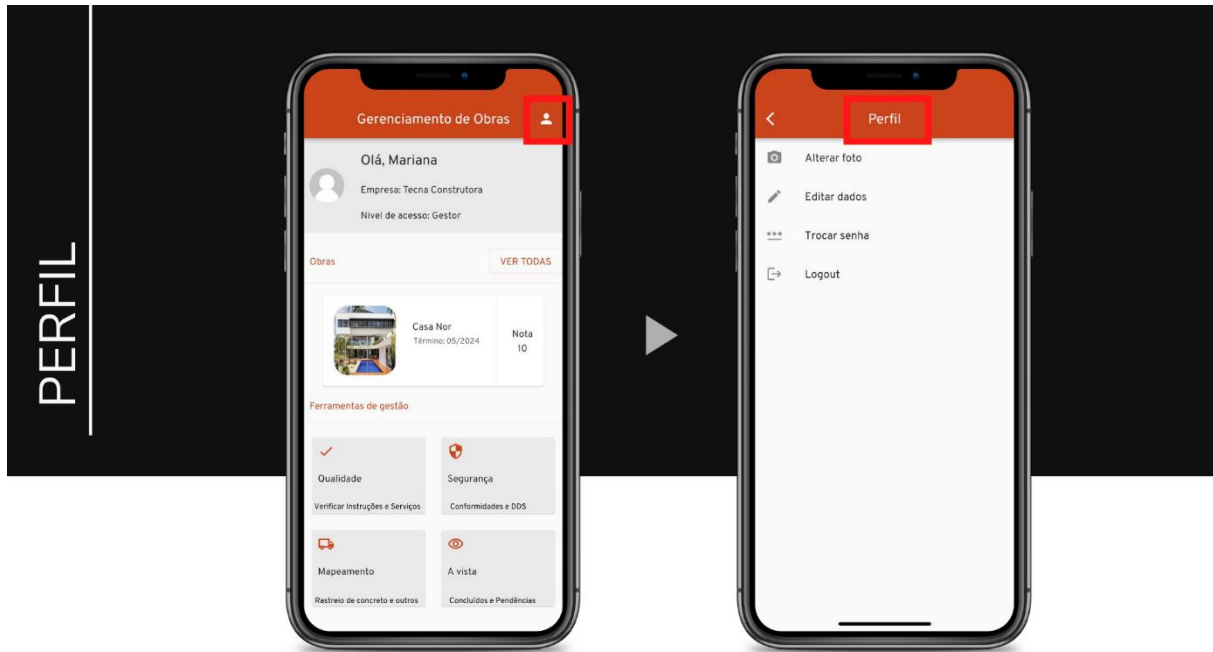 PERFIL
Gerenciamento de Obras
Olá, Mariana
Empresa: Tecna Construtora
Nivel de acesso: Gestor
Obras
VER TODAS
Casa Nor
Término: 05/2024
Nota
10
Ferramentas de gestão
Qualidade
Verificar Instruções e Serviços
Segurança
Conformidades e DDS
Mapeamento
Rastreio de concreto e outros
A vista
Concluídos e Pendências
Perfil
Alterar foto
Editar dados
Trocar senha
Logout